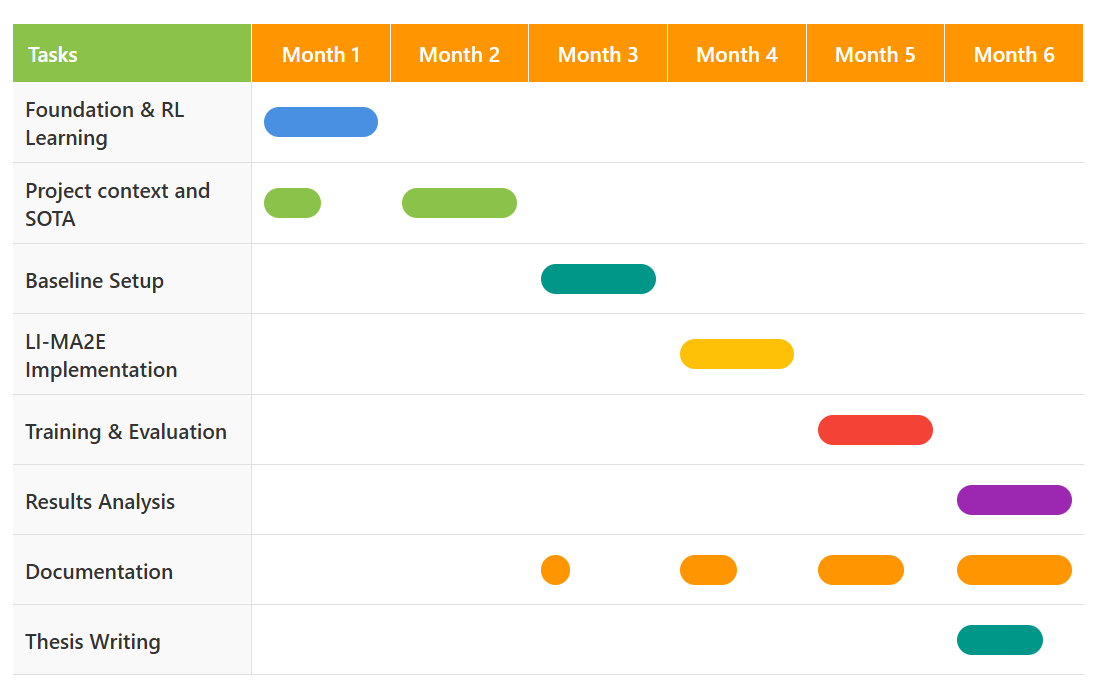 Tasks Month 1 Month 2 Month 3 Month 4 Month 5 Month 6
Foundation & RL
Learning
Project context and
SOTA
Baseline Setup
LI-MA2E
Implementation
Training & Evaluation
Results Analysis
Documentation
Thesis Writing